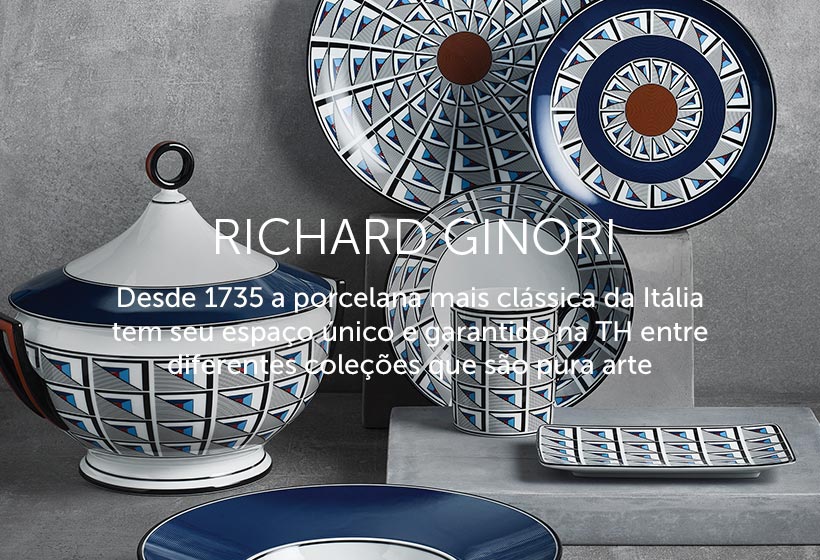 RICHARD GINORI
Desde 1735 a porcelana mais clássica da Itália
tem seu espaço único e garantido na TH entre
diferentes coleções que são pura arte